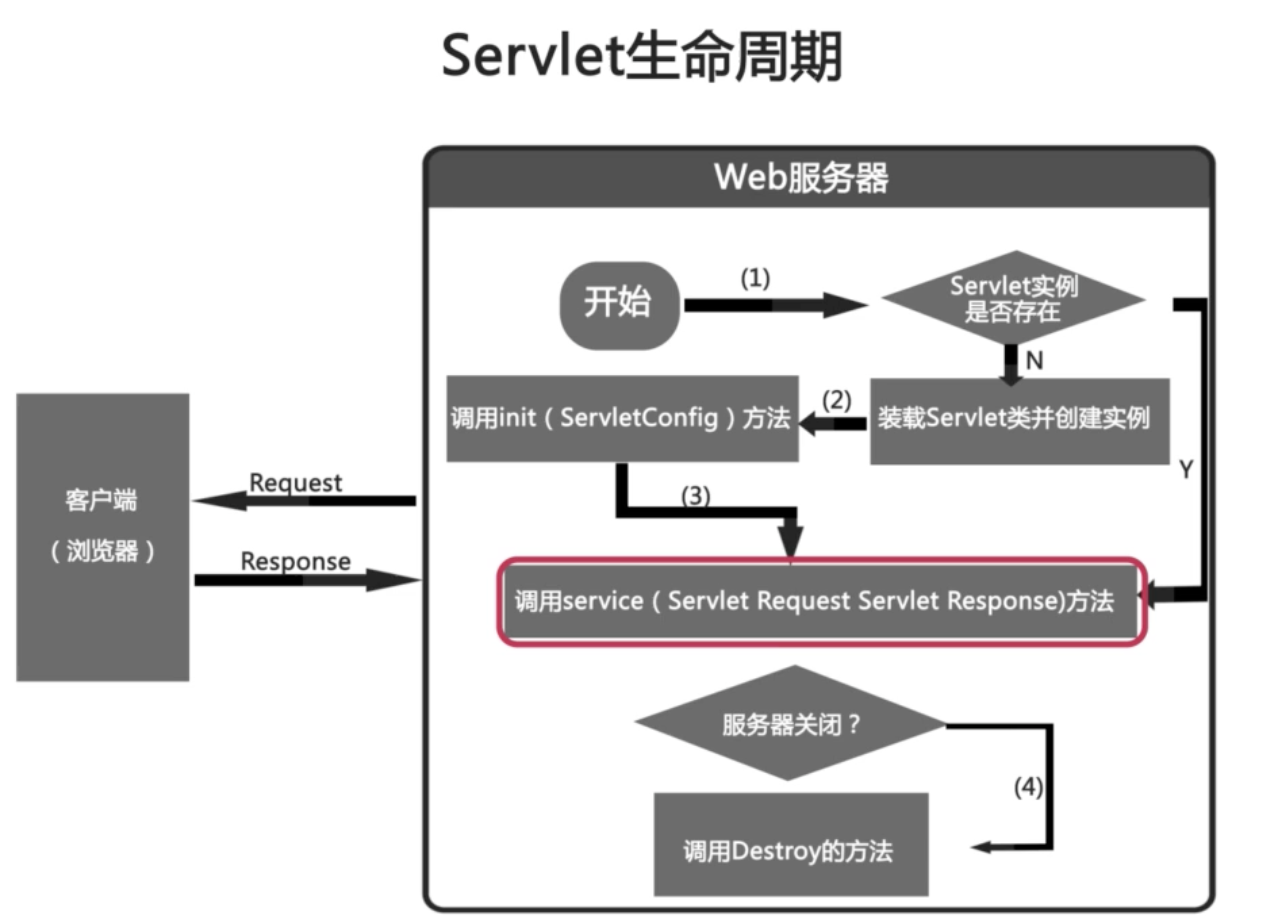 Servlet生命周期
Web服务器
开始
(1)
Servlet实例
是否存在
N
Y
装载Servlet类并创建实例
(2)
调用init（ServletConfig）方法
(3)
客户端
（浏览器）
Request
Response
调用service（Servlet Request Servlet Response)方法
服务器关闭？
(4)
调用Destroy的方法